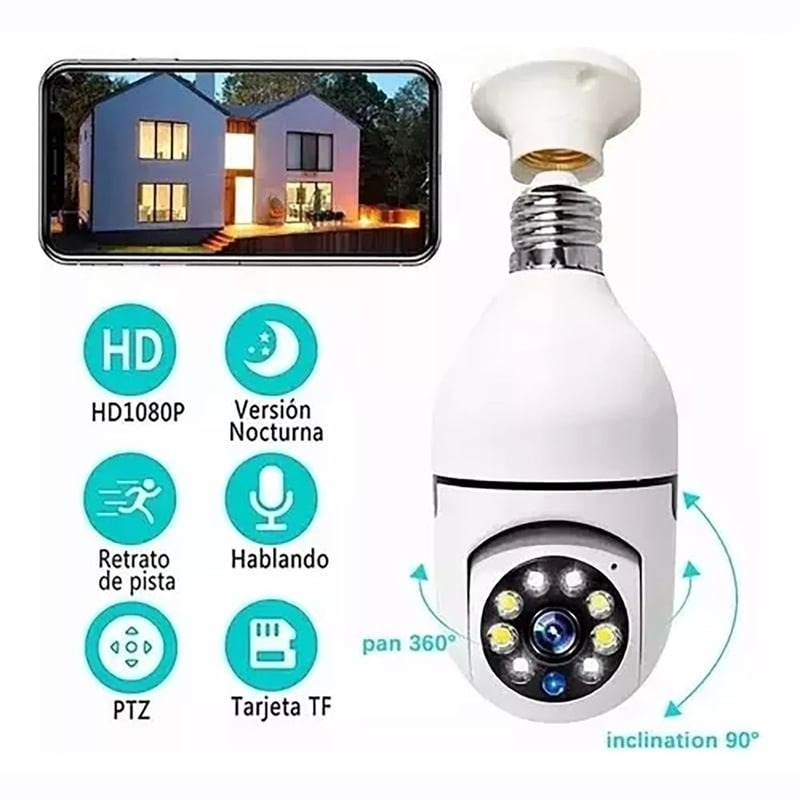 HD
HD1080P
Versión
Nocturna
Retrato
de pista
Hablando
PTZ
Tarjeta TF
pan 360°
inclination 90°